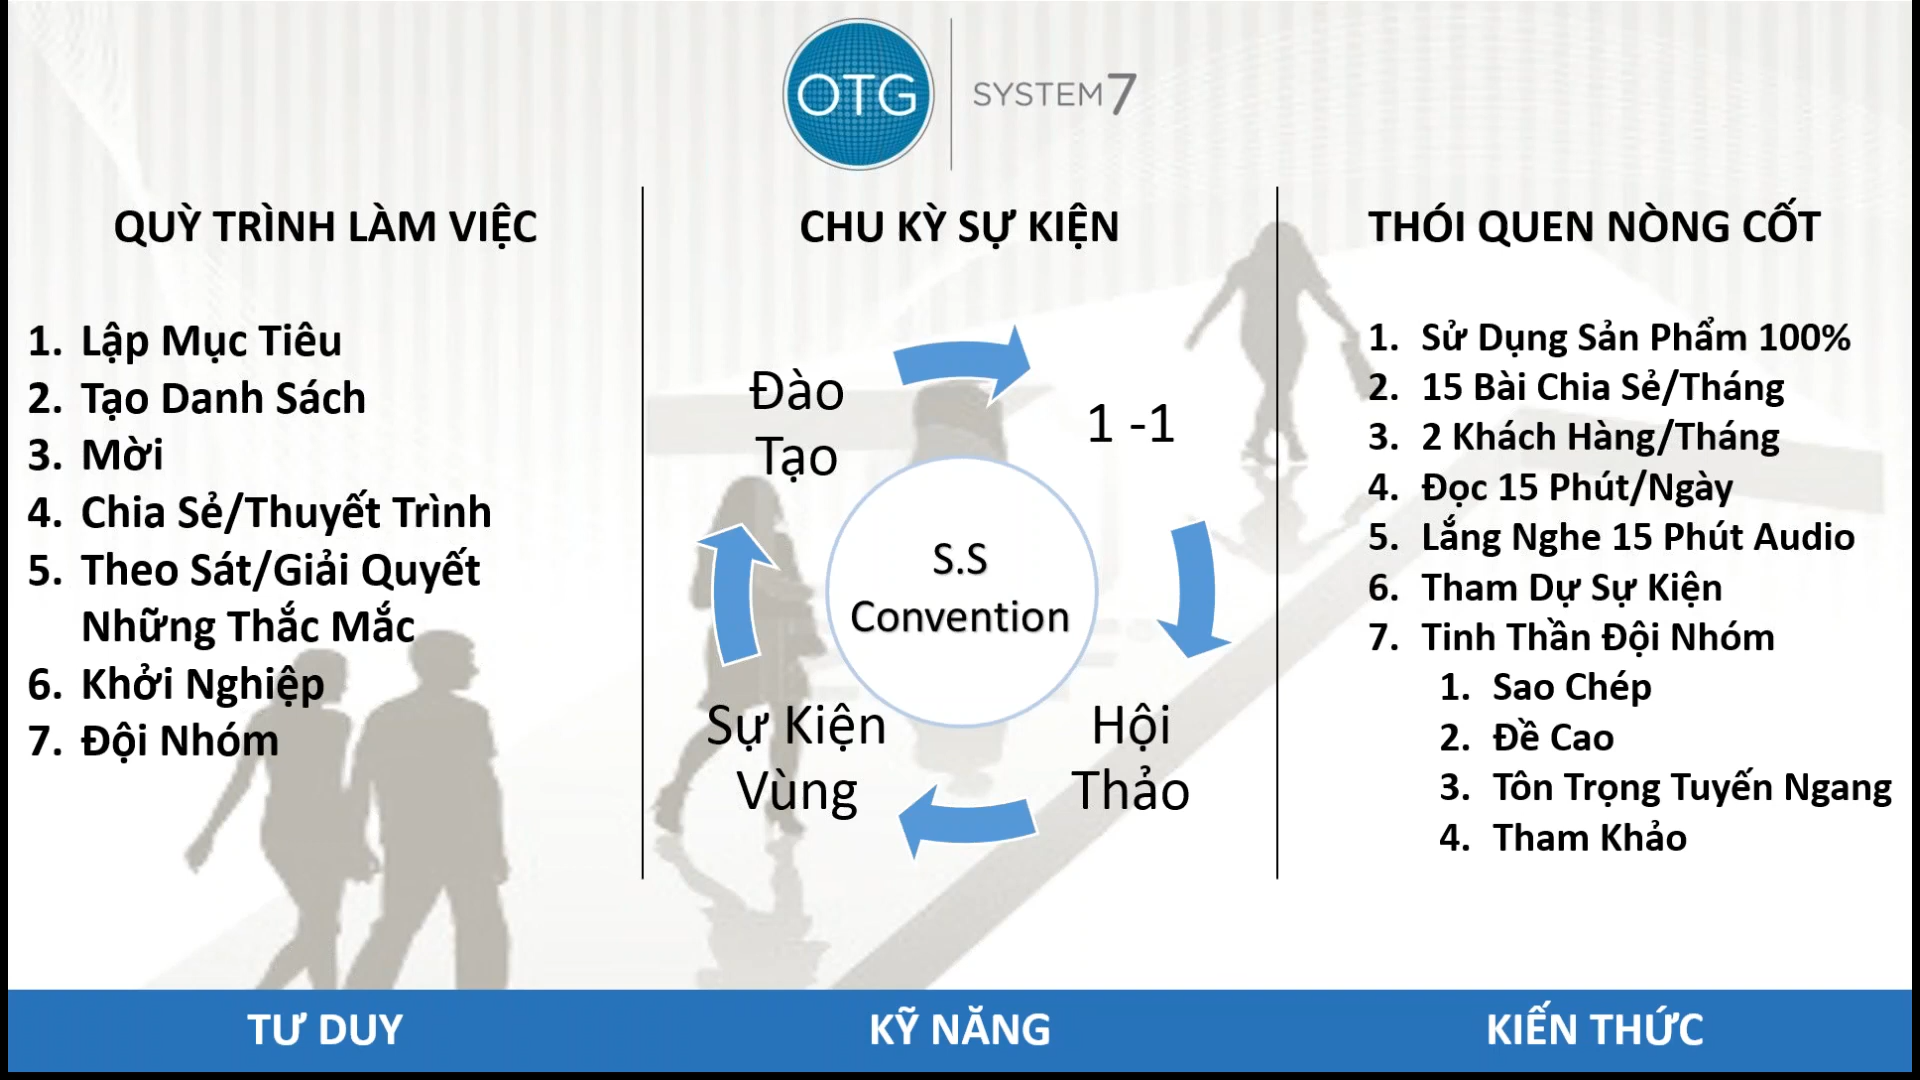 OTG
SYSTEM7
QUỲ TRÌNH LÀM VIỆC
1. Lập Mục Tiêu
2. Tạo Danh Sách
3. Mời
4. Chia Sẻ/Thuyết Trình
5. Theo Sát/Giải Quyết
Những Thắc Mắc
6. Khởi Nghiệp
7. Đội Nhóm
CHU KỲ SỰ KIỆN
Đào
Tạo
1 -1
S.S
Convention
Sự Kiện
Vùng
Hội
Thảo
THÓI QUEN NÒNG CỐT
1. Sử Dụng Sản Phẩm 100%
2. 15 Bài Chia Sẻ/Tháng
3. 2 Khách Hàng/Tháng
4. Đọc 15 Phút/Ngày
5. Lắng Nghe 15 Phút Audio
6. Tham Dự Sự Kiện
7. Tinh Thần Đội Nhóm
1. Sao Chép
2. Đề Cao
3. Tôn Trọng Tuyến Ngang
4. Tham Khảo
TƯ DUY
KỸ NĂNG
KIẾN THỨC